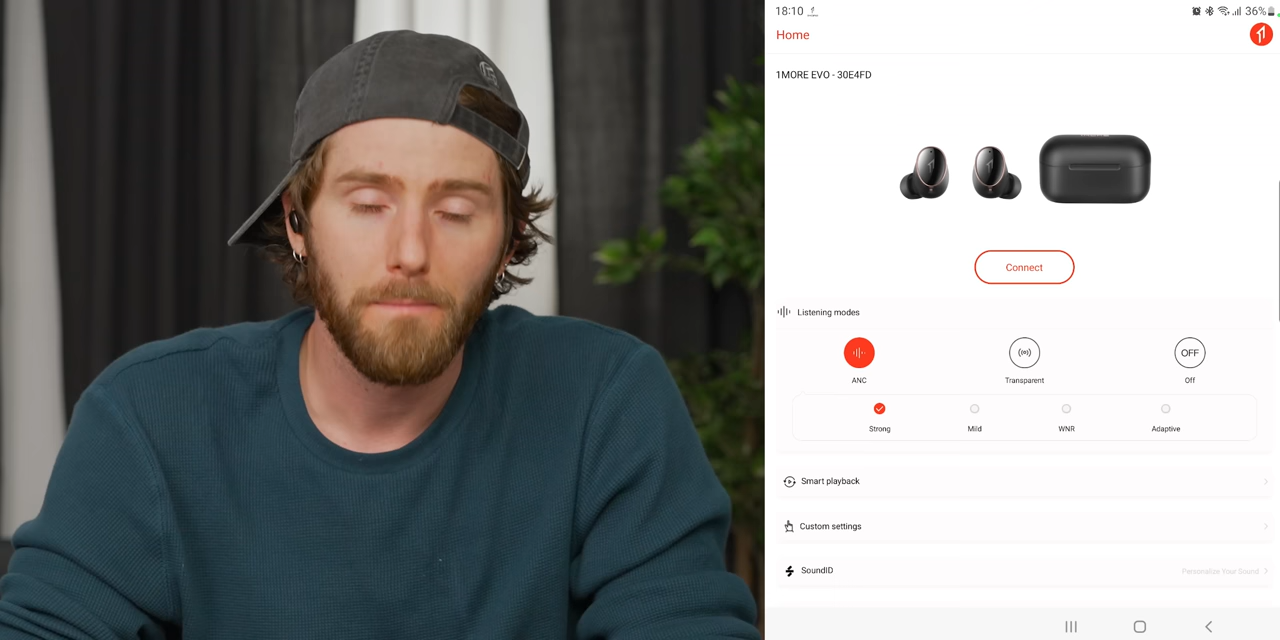 18:10
36%
Home
1MORE EVO - 30E4FD
Connect
Listening modes
OFF
ANC
Transparent
Off
Strong
Mild
WNR
Adaptive
Smart playback
Custom settings
SoundID
Personalize Your Sound